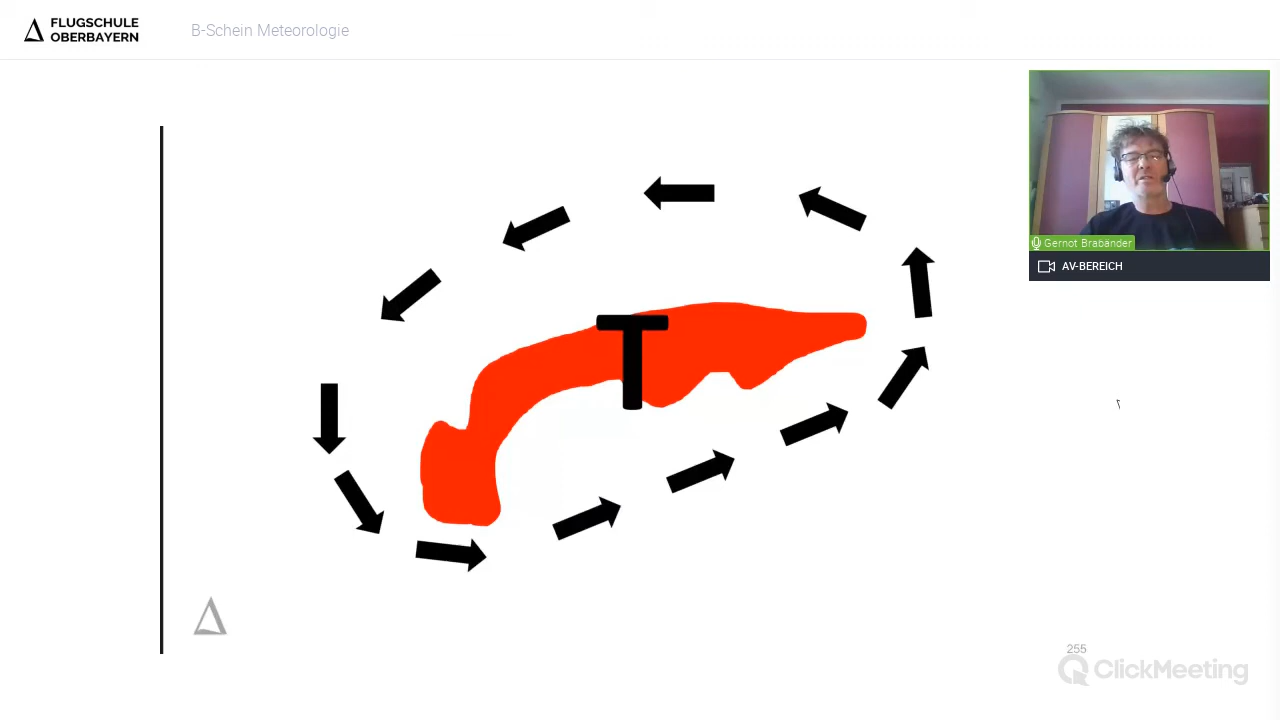 FLUGSCHULE
OBERBAYERN
B-Schein Meteorologie
T
Gernot Brabänder
AV-BEREICH
255
ClickMeeting